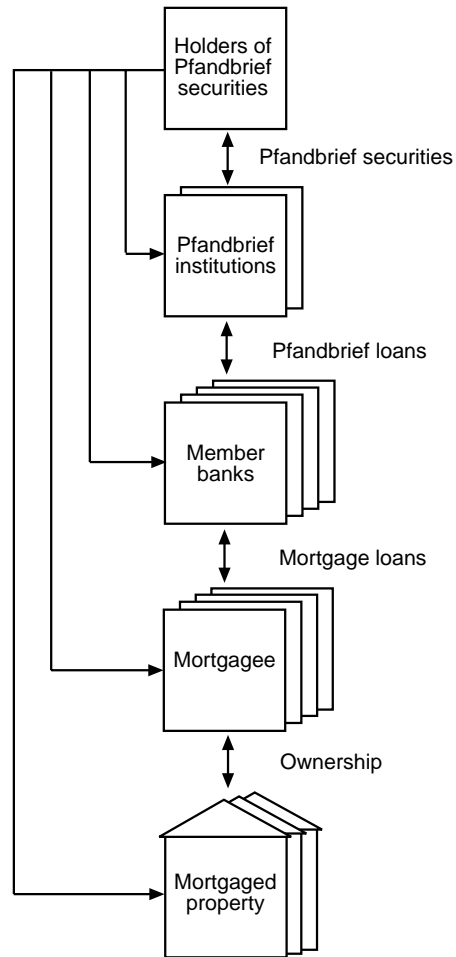 Holders of
Pfandbrief
securities
Pfandbrief securities
Pfandbrief
institutions
Pfandbrief loans
Member
banks
Mortgage loans
Mortgagee
Ownership
Mortgaged
property